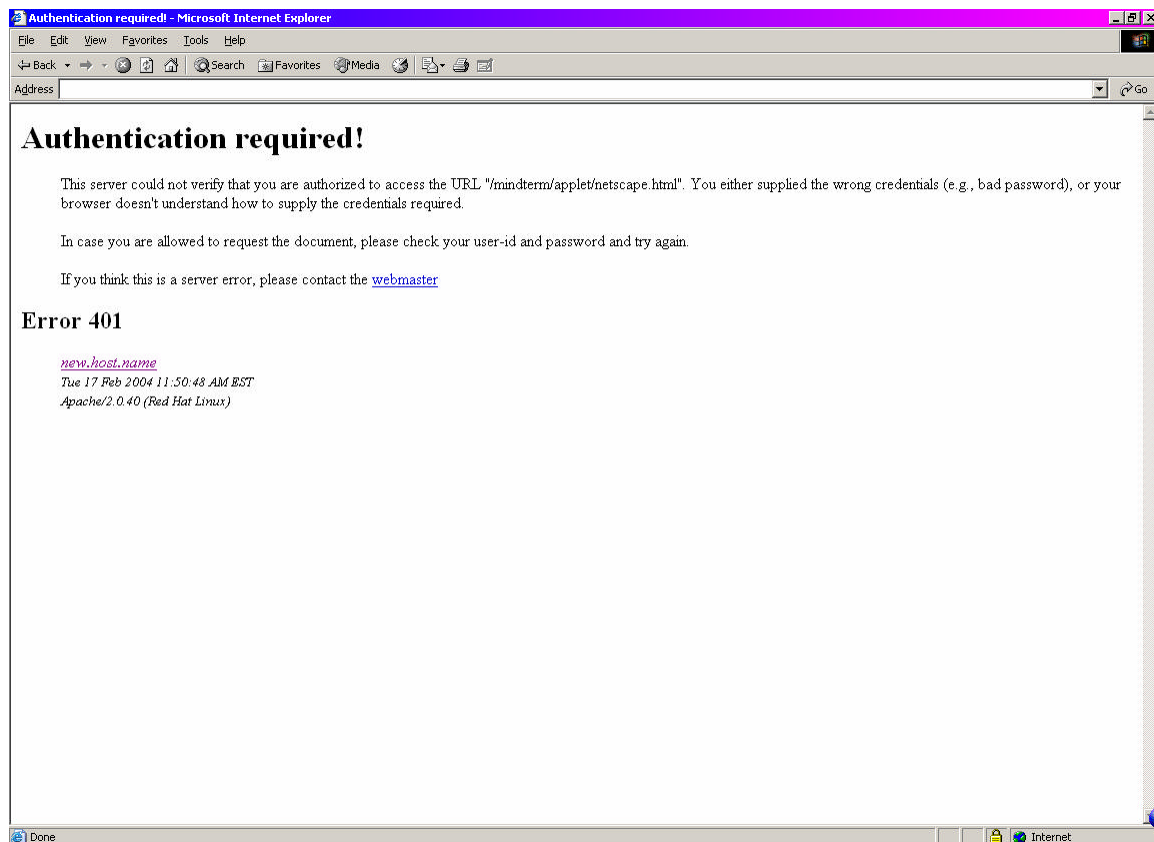 Authentication required! - Microsoft Internet Explorer
File Edit View Favorites Tools Help
Back Search Favorites Media
Address Go
Authentication required!
This server could not verify that you are authorized to access the URL "/mindterm/applet/netscape.html". You either supplied the wrong credentials (e.g., bad password), or your
browser doesn't understand how to supply the credentials required.
In case you are allowed to request the document, please check your user-id and password and try again.
If you think this is a server error, please contact the webmaster
Error 401
new.host.name
Tue 17 Feb 2004 11:50:48 AM EST
Apache/2.0.40 (Red Hat Linux)
Done Internet